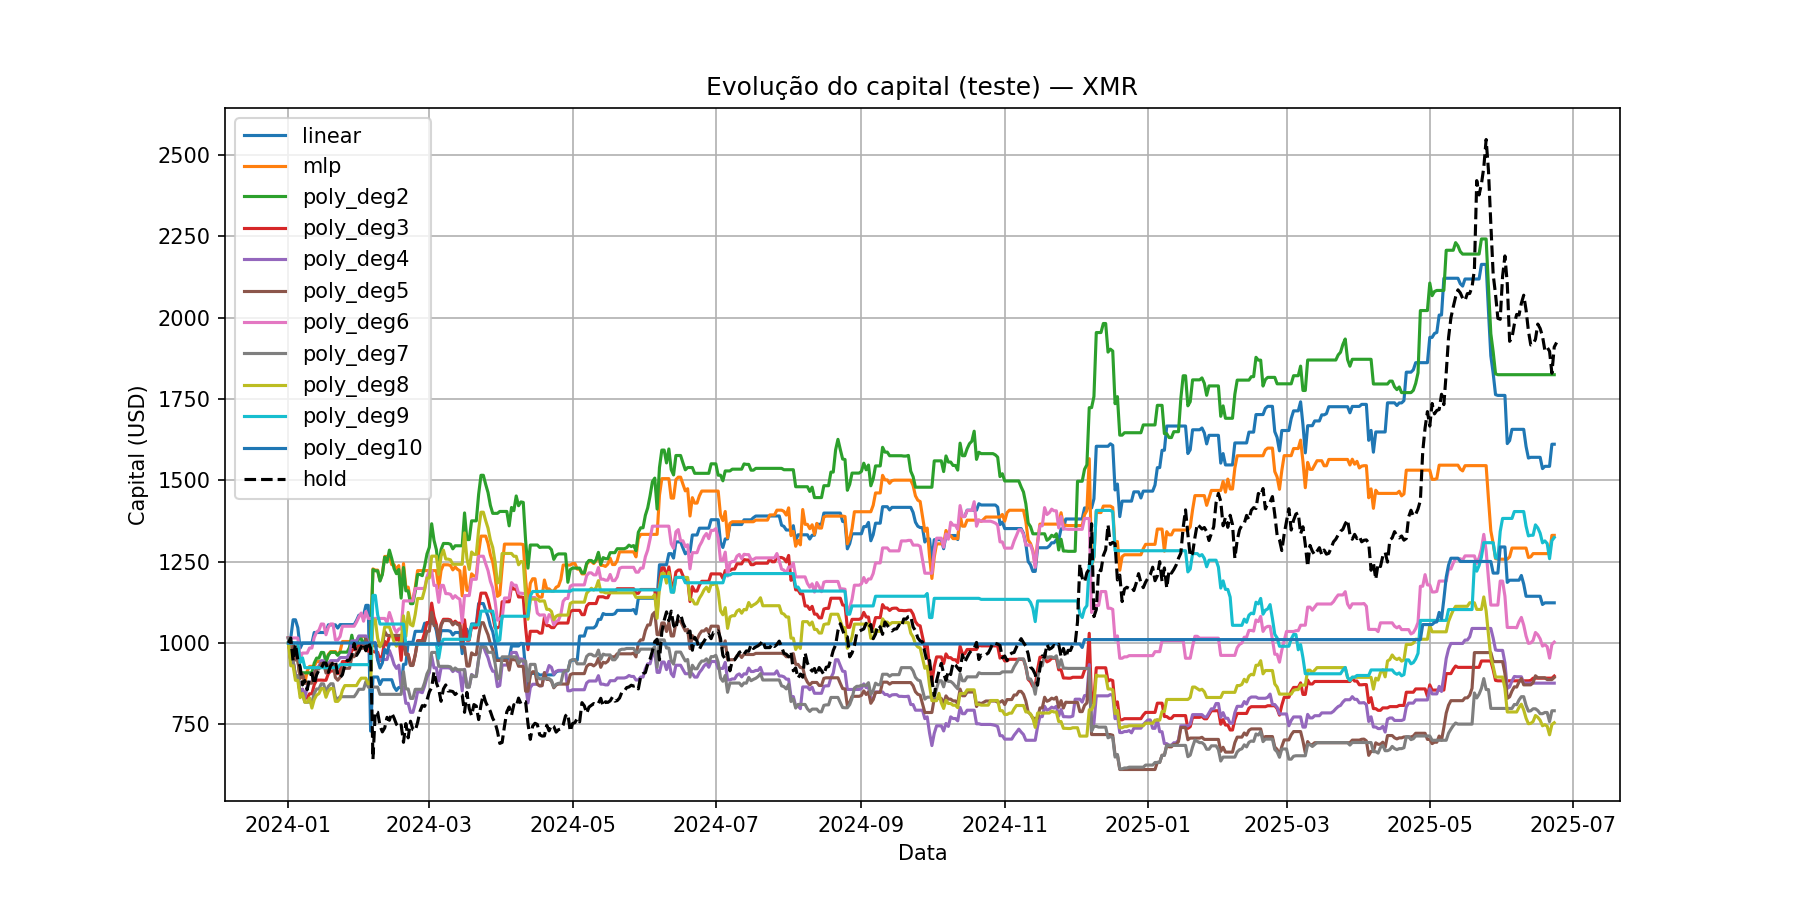 Evolução do capital (teste) — XMR
linear
mlp
poly_deg2
poly_deg3
poly_deg4
poly_deg5
poly_deg6
poly_deg7
poly_deg8
poly_deg9
poly_deg10
hold
Capital (USD)
2500
2250
2000
1750
1500
1250
1000
750
2024-01 2024-03 2024-05 2024-07 2024-09 2024-11 2025-01 2025-03 2025-05 2025-07
Data